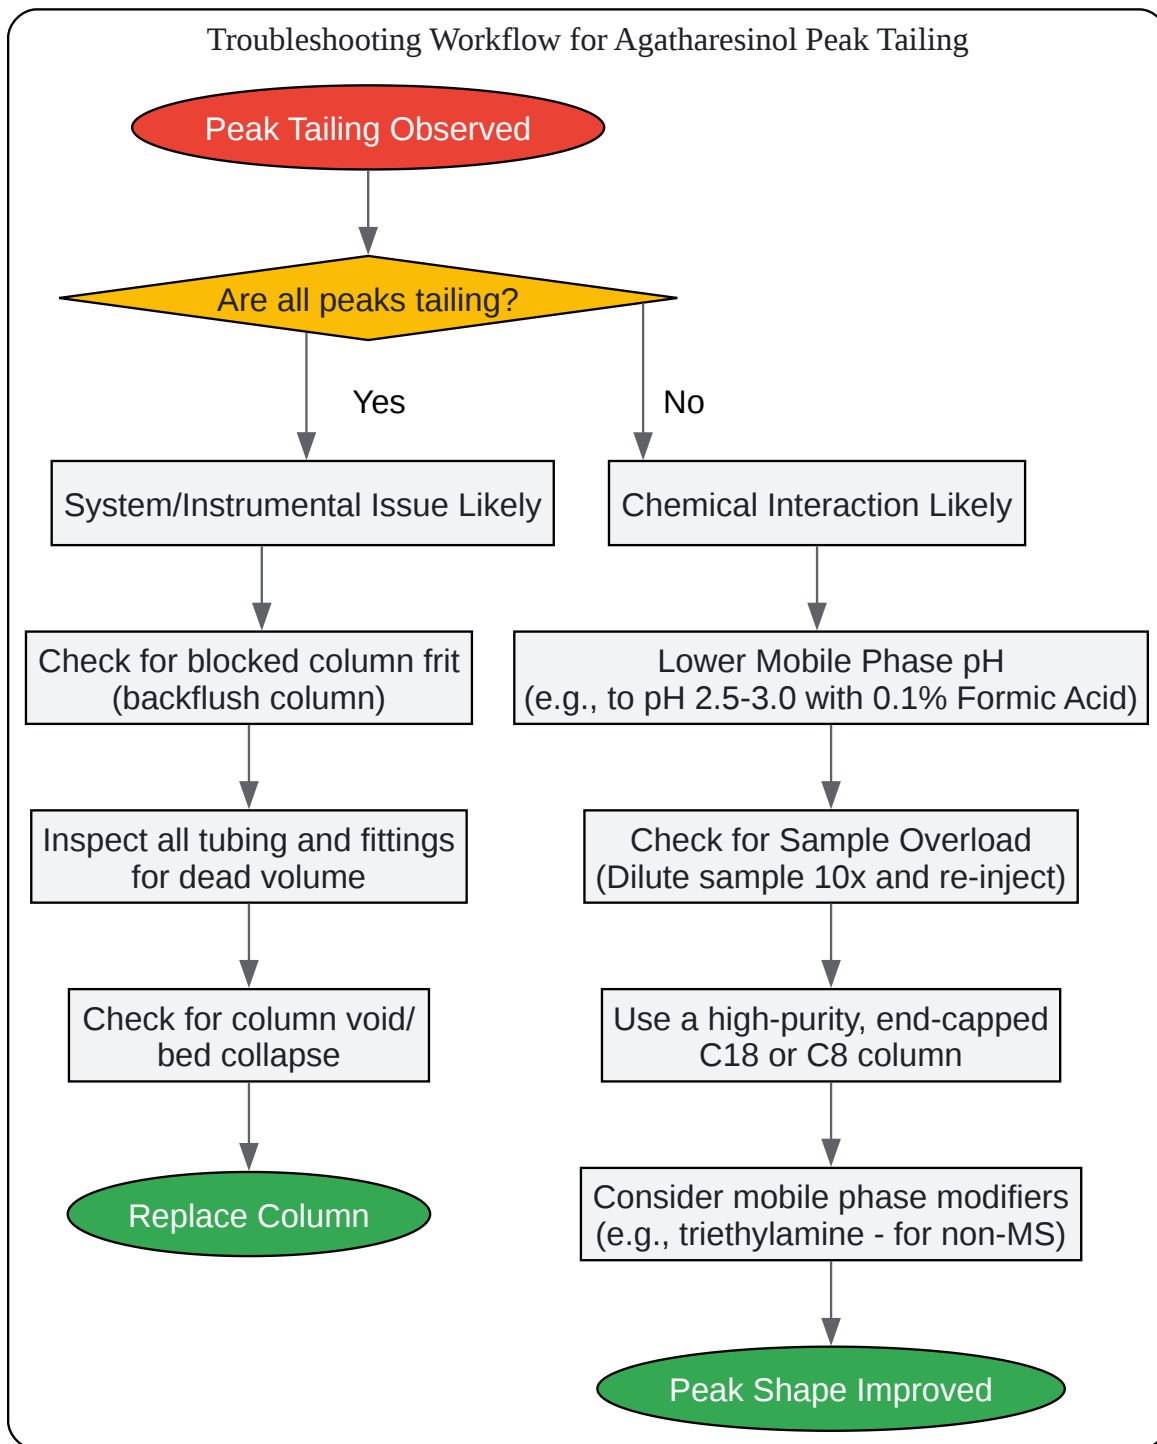 Troubleshooting Workflow for Agatharesinol Peak Tailing
Peak Tailing Observed
Are all peaks tailing?
Yes
No
System/Instrumental Issue Likely
Check for blocked column frit
(backflush column)
Inspect all tubing and fittings
for dead volume
Check for column void/
bed collapse
Replace Column
Chemical Interaction Likely
Lower Mobile Phase pH
(e.g., to pH 2.5-3.0 with 0.1% Formic Acid)
Check for Sample Overload
(Dilute sample 10x and re-inject)
Use a high-purity, end-capped
C18 or C8 column
Consider mobile phase modifiers
(e.g., triethylamine - for non-MS)
Peak Shape Improved